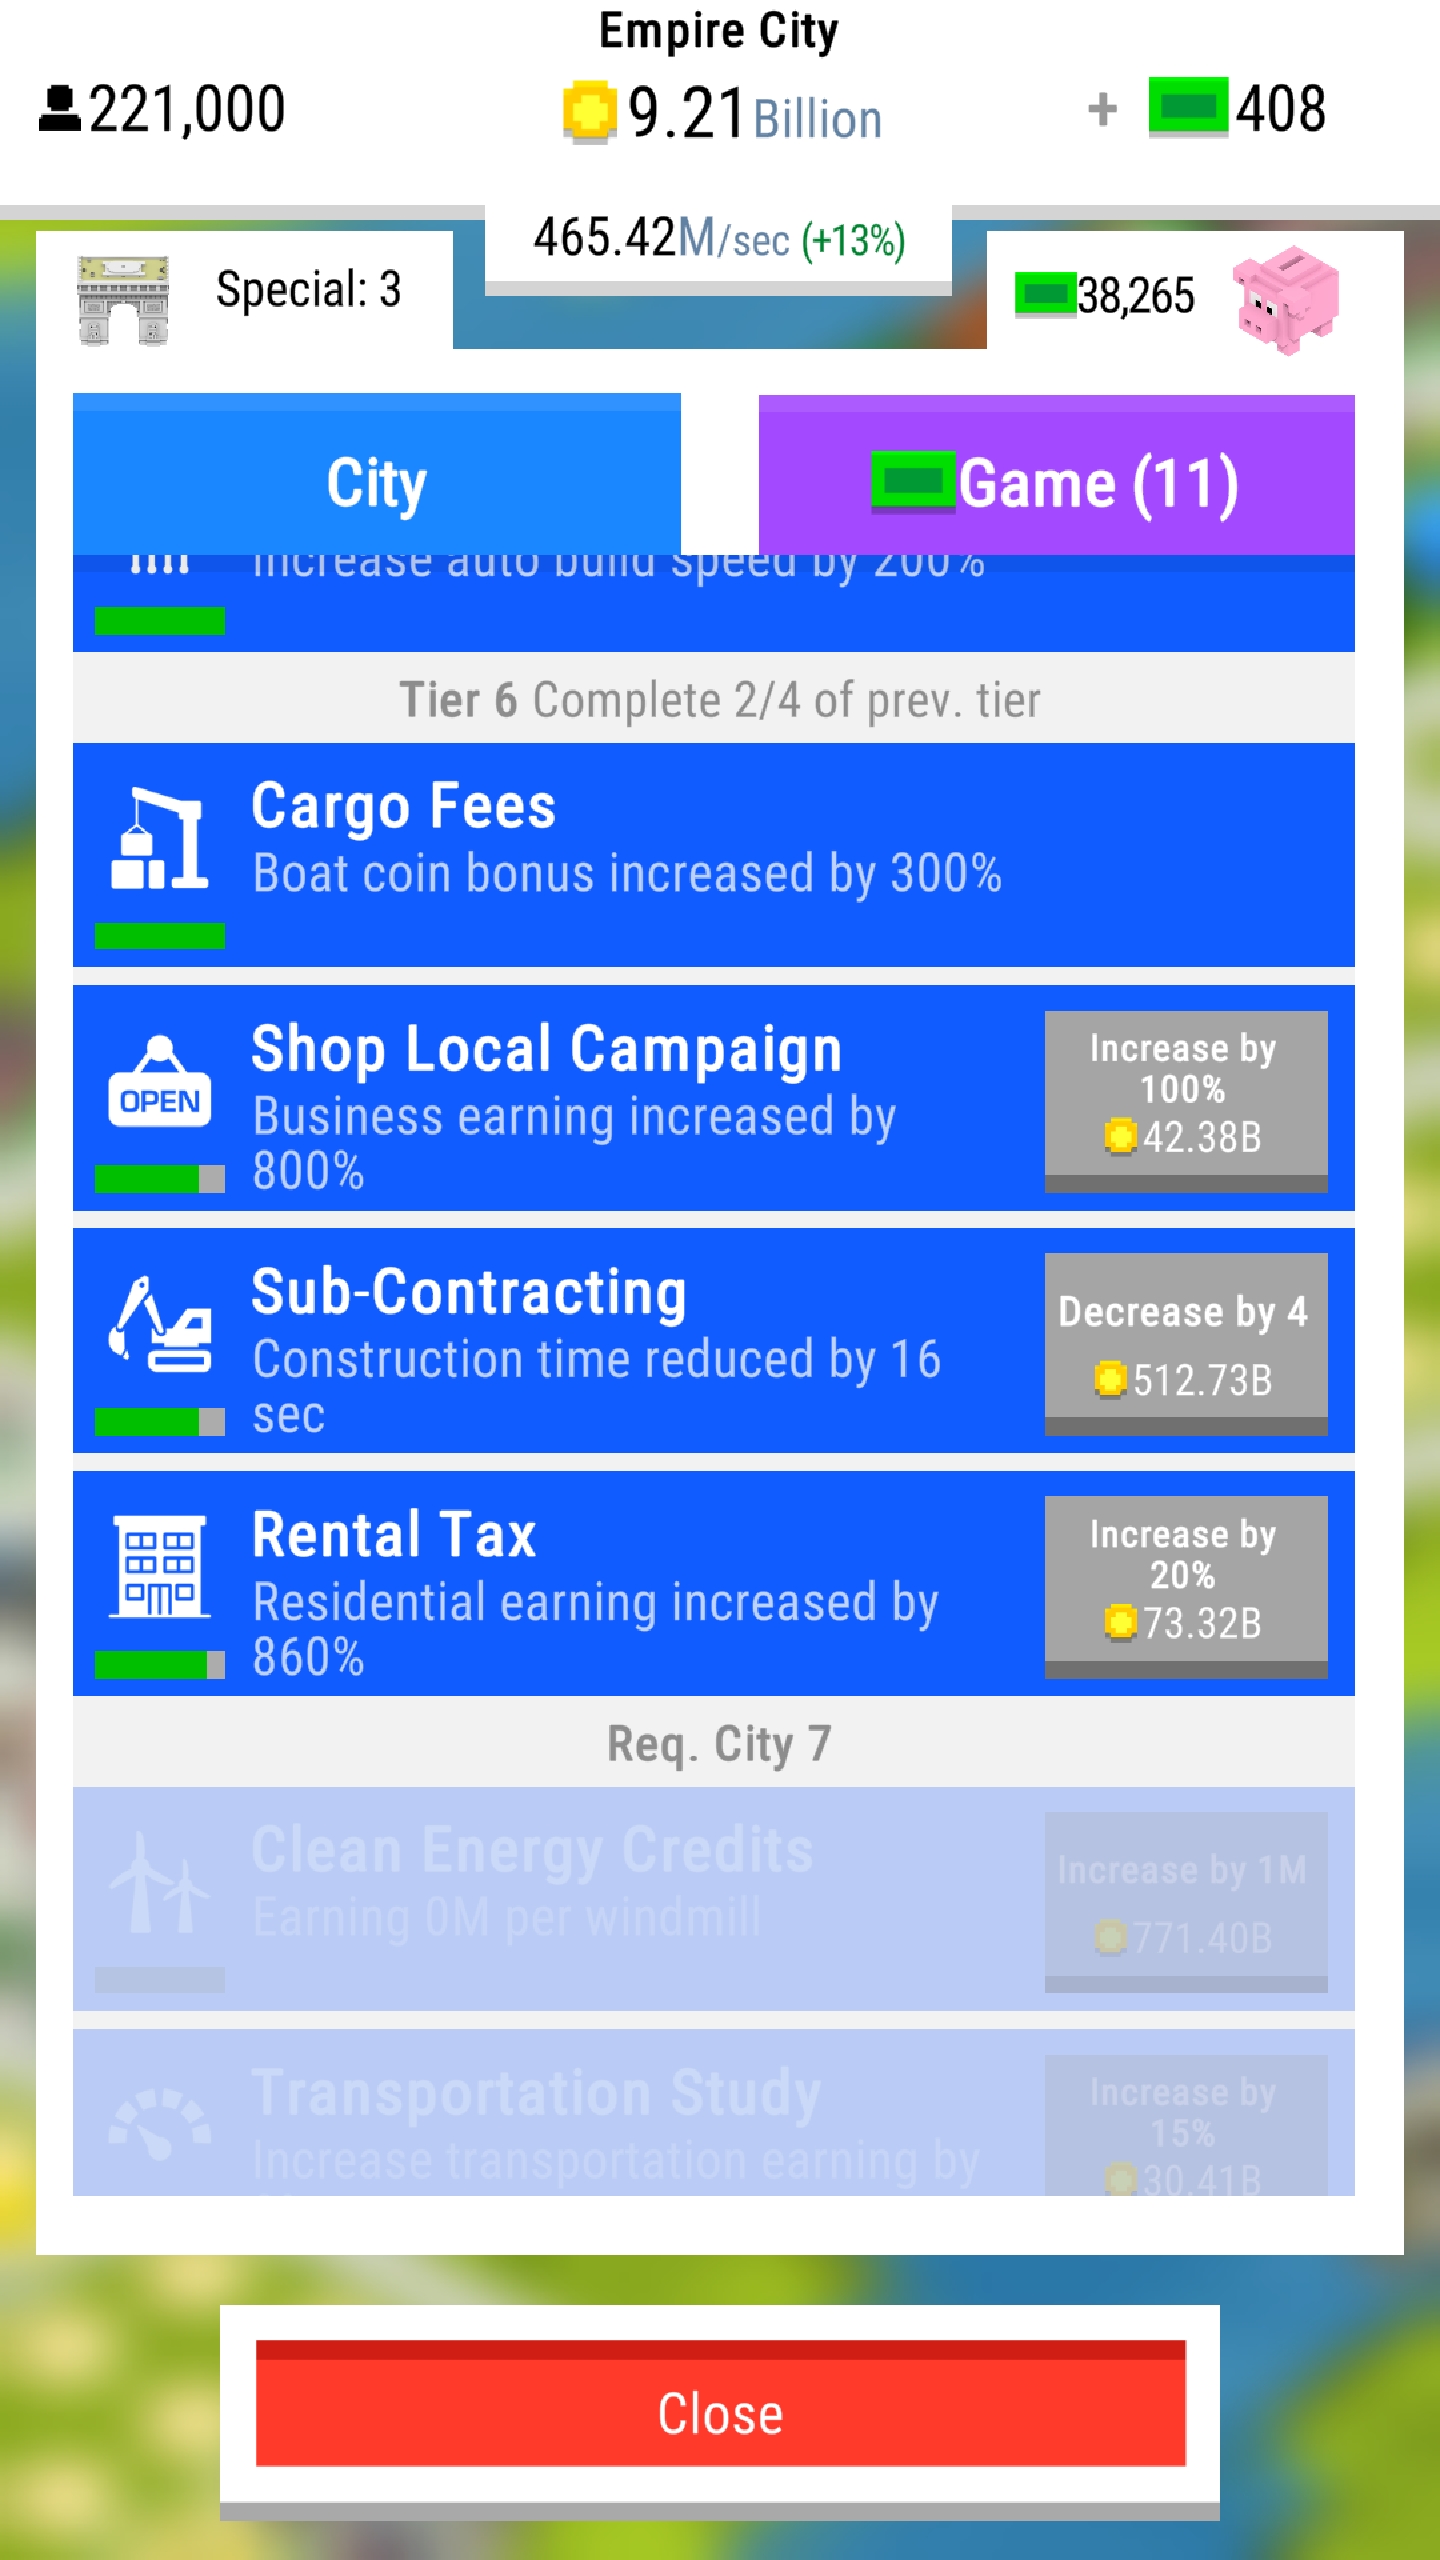 Empire City
221,000
9.21 Billion
+ 408
465.42M/sec (+13%)
Special: 3
38,265
City
Game (11)
Increase auto build speed by 200%
Tier 6 Complete 2/4 of prev. tier
Cargo Fees
Boat coin bonus increased by 300%
OPEN
Shop Local Campaign
Business earning increased by
800%
Increase by
100%
42.38B
Sub-Contracting
Construction time reduced by 16
sec
Decrease by 4
512.73B
Rental Tax
Residential earning increased by
860%
Increase by
20%
73.32B
Req. City 7
Clean Energy Credits
Earning 0M per windmill
Increase by 1M
771.40B
Transportation Study
Increase transportation earning by
Increase by
15%
30.41B
Close